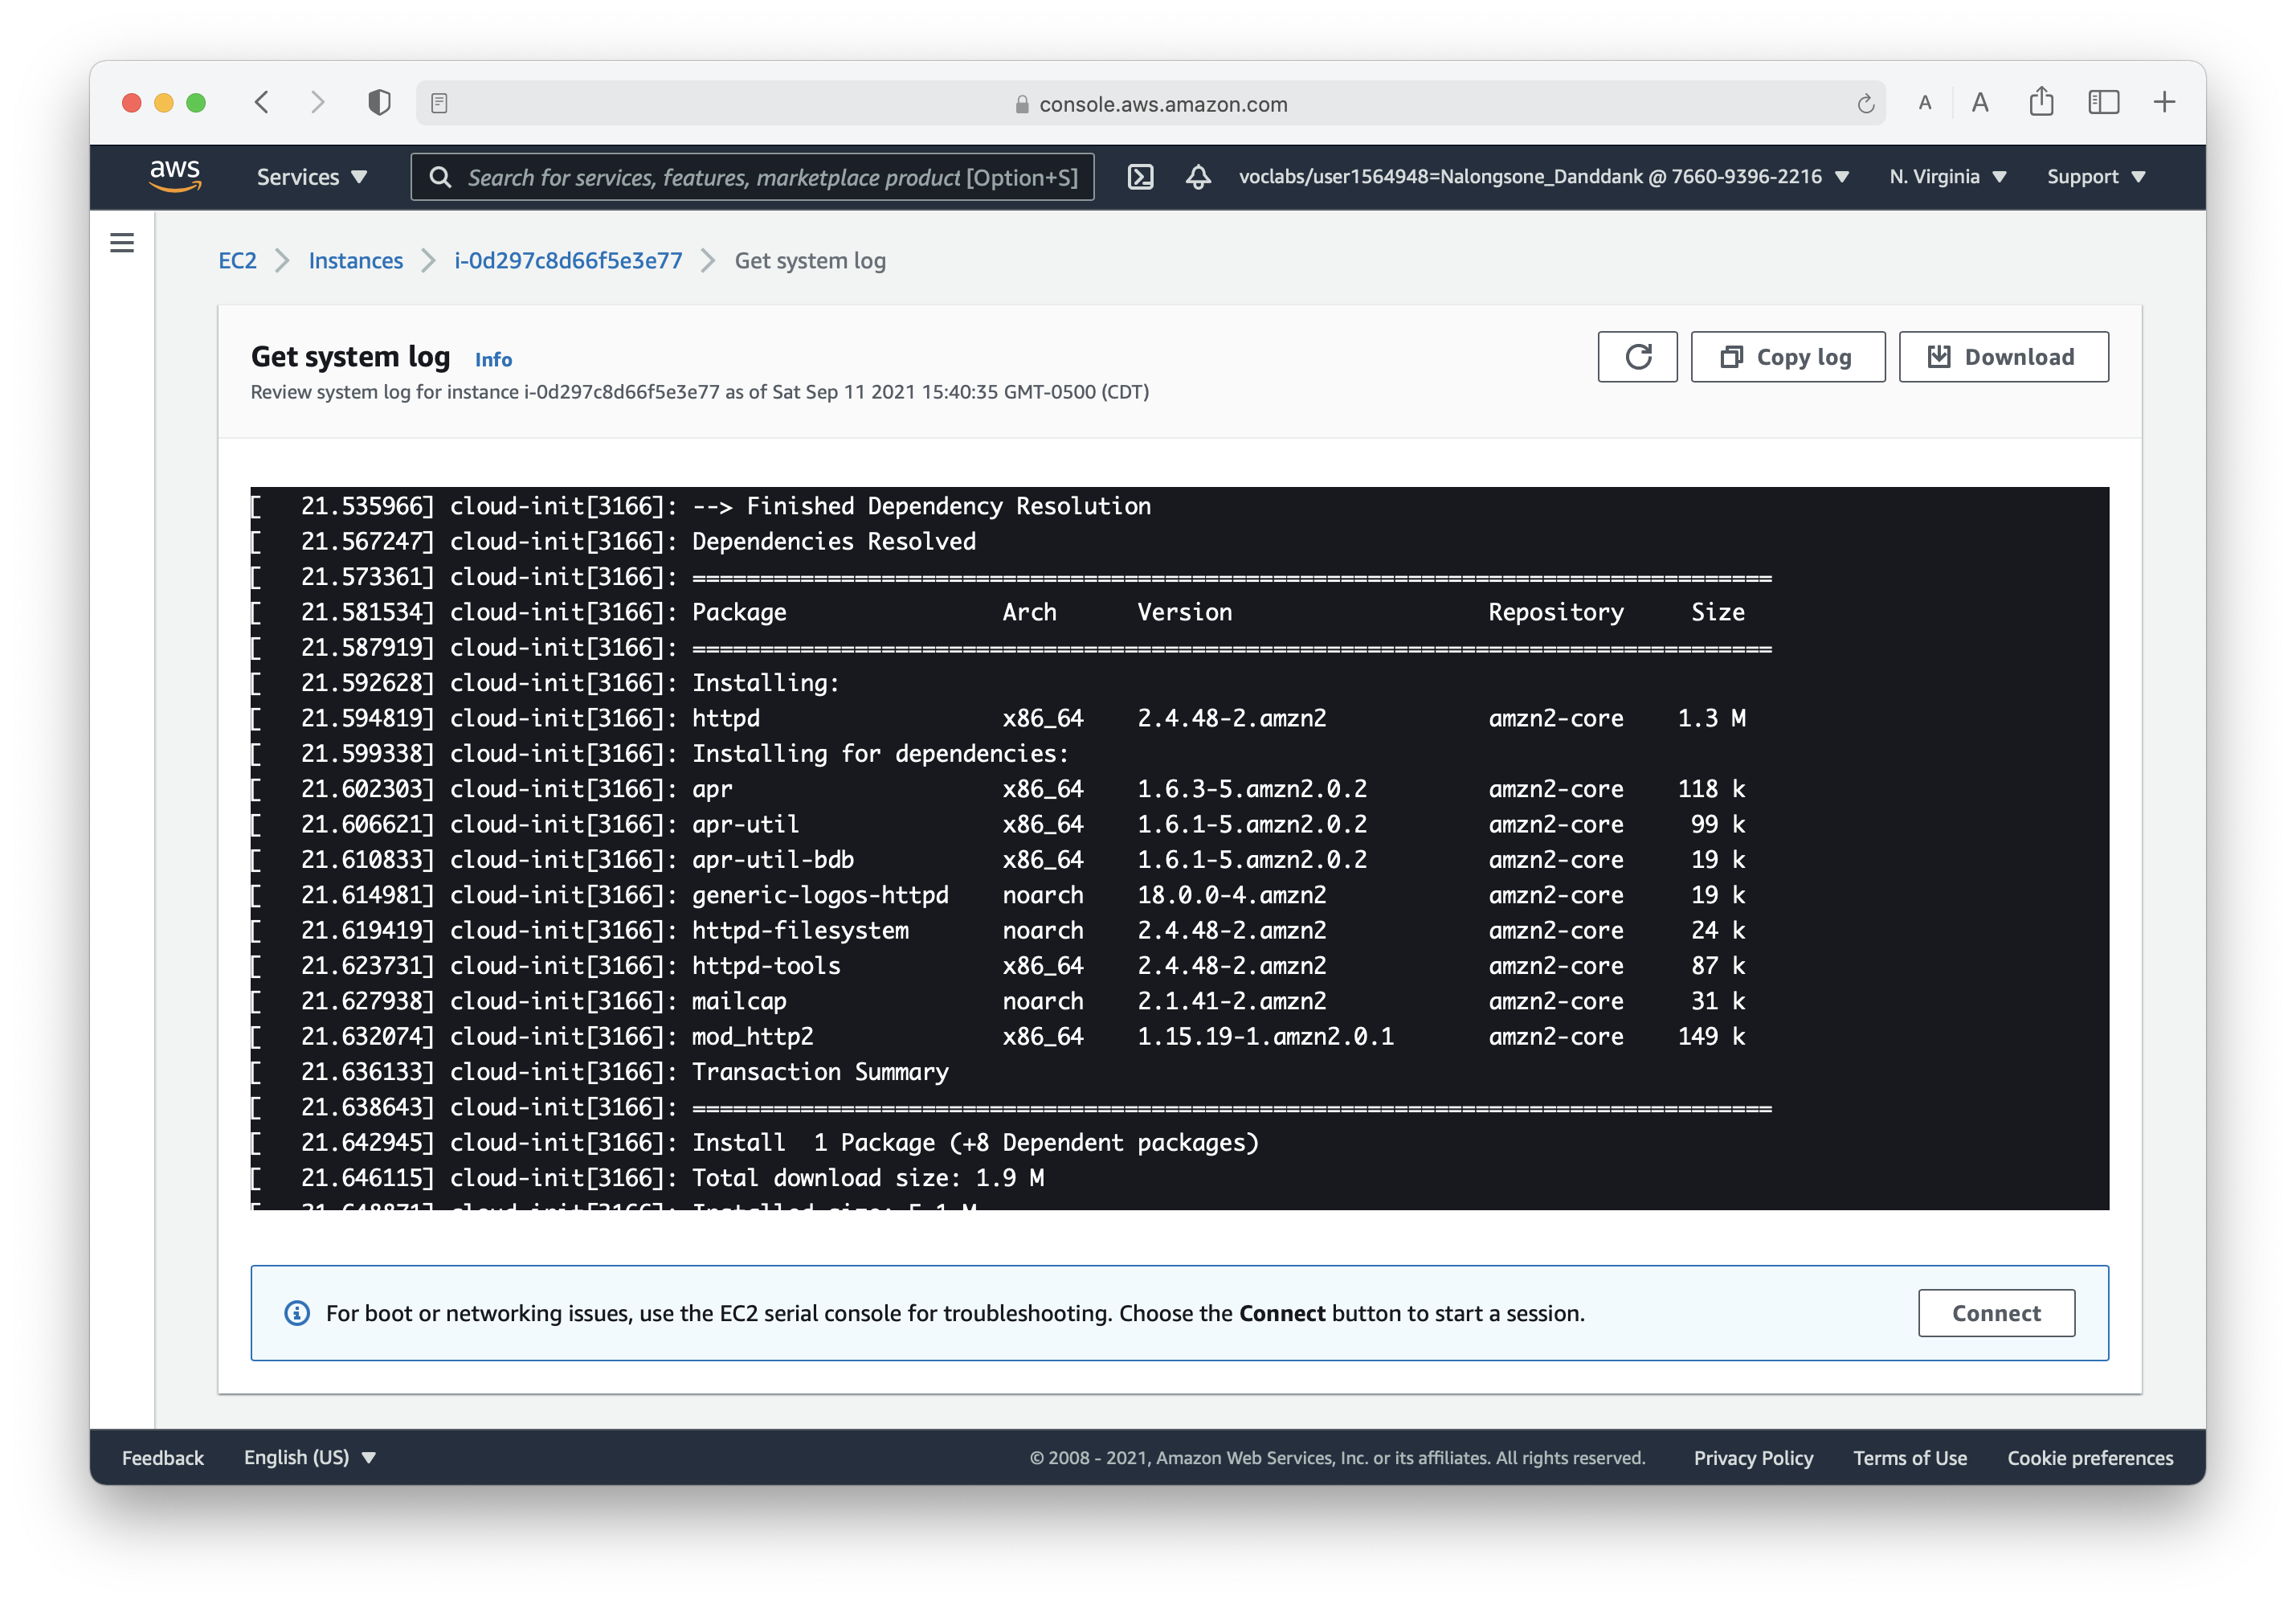 console.aws.amazon.com
A A
aws Services Search for services, features, marketplace product [Option+S] voclabs/user1564948=Nalongsone_Danddank @ 7660-9396-2216 N. Virginia Support
EC2 Instances i-0d297c8d66f5e3e77 Get system log
Get system log Info
Copy log Download
Review system log for instance i-0d297c8d66f5e3e77 as of Sat Sep 11 2021 15:40:35 GMT-0500 (CDT)
[   21.535966] cloud-init[3166]: --> Finished Dependency Resolution
[   21.567247] cloud-init[3166]: Dependencies Resolved
[   21.573361] cloud-init[3166]: ================================================================================
[   21.581534] cloud-init[3166]: Package                Arch      Version                   Repository     Size
[   21.587919] cloud-init[3166]: ================================================================================
[   21.592628] cloud-init[3166]: Installing:
[   21.594819] cloud-init[3166]: httpd                  x86_64    2.4.48-2.amzn2            amzn2-core    1.3 M
[   21.599338] cloud-init[3166]: Installing for dependencies:
[   21.602303] cloud-init[3166]: apr                    x86_64    1.6.3-5.amzn2.0.2         amzn2-core    118 k
[   21.606621] cloud-init[3166]: apr-util               x86_64    1.6.1-5.amzn2.0.2         amzn2-core     99 k
[   21.610833] cloud-init[3166]: apr-util-bdb           x86_64    1.6.1-5.amzn2.0.2         amzn2-core     19 k
[   21.614981] cloud-init[3166]: generic-logos-httpd    noarch    18.0.0-4.amzn2            amzn2-core     19 k
[   21.619419] cloud-init[3166]: httpd-filesystem       noarch    2.4.48-2.amzn2            amzn2-core     24 k
[   21.623731] cloud-init[3166]: httpd-tools            x86_64    2.4.48-2.amzn2            amzn2-core     87 k
[   21.627938] cloud-init[3166]: mailcap                noarch    2.1.41-2.amzn2            amzn2-core     31 k
[   21.632074] cloud-init[3166]: mod_http2              x86_64    1.15.19-1.amzn2.0.1       amzn2-core    149 k
[   21.636133] cloud-init[3166]: Transaction Summary
[   21.638643] cloud-init[3166]: ================================================================================
[   21.642945] cloud-init[3166]: Install  1 Package (+8 Dependent packages)
[   21.646115] cloud-init[3166]: Total download size: 1.9 M
[   21.648871] cloud-init[3166]: Installed size: 5.1 M
For boot or networking issues, use the EC2 serial console for troubleshooting. Choose the Connect button to start a session. Connect
Feedback English (US) © 2008 - 2021, Amazon Web Services, Inc. or its affiliates. All rights reserved. Privacy Policy Terms of Use Cookie preferences